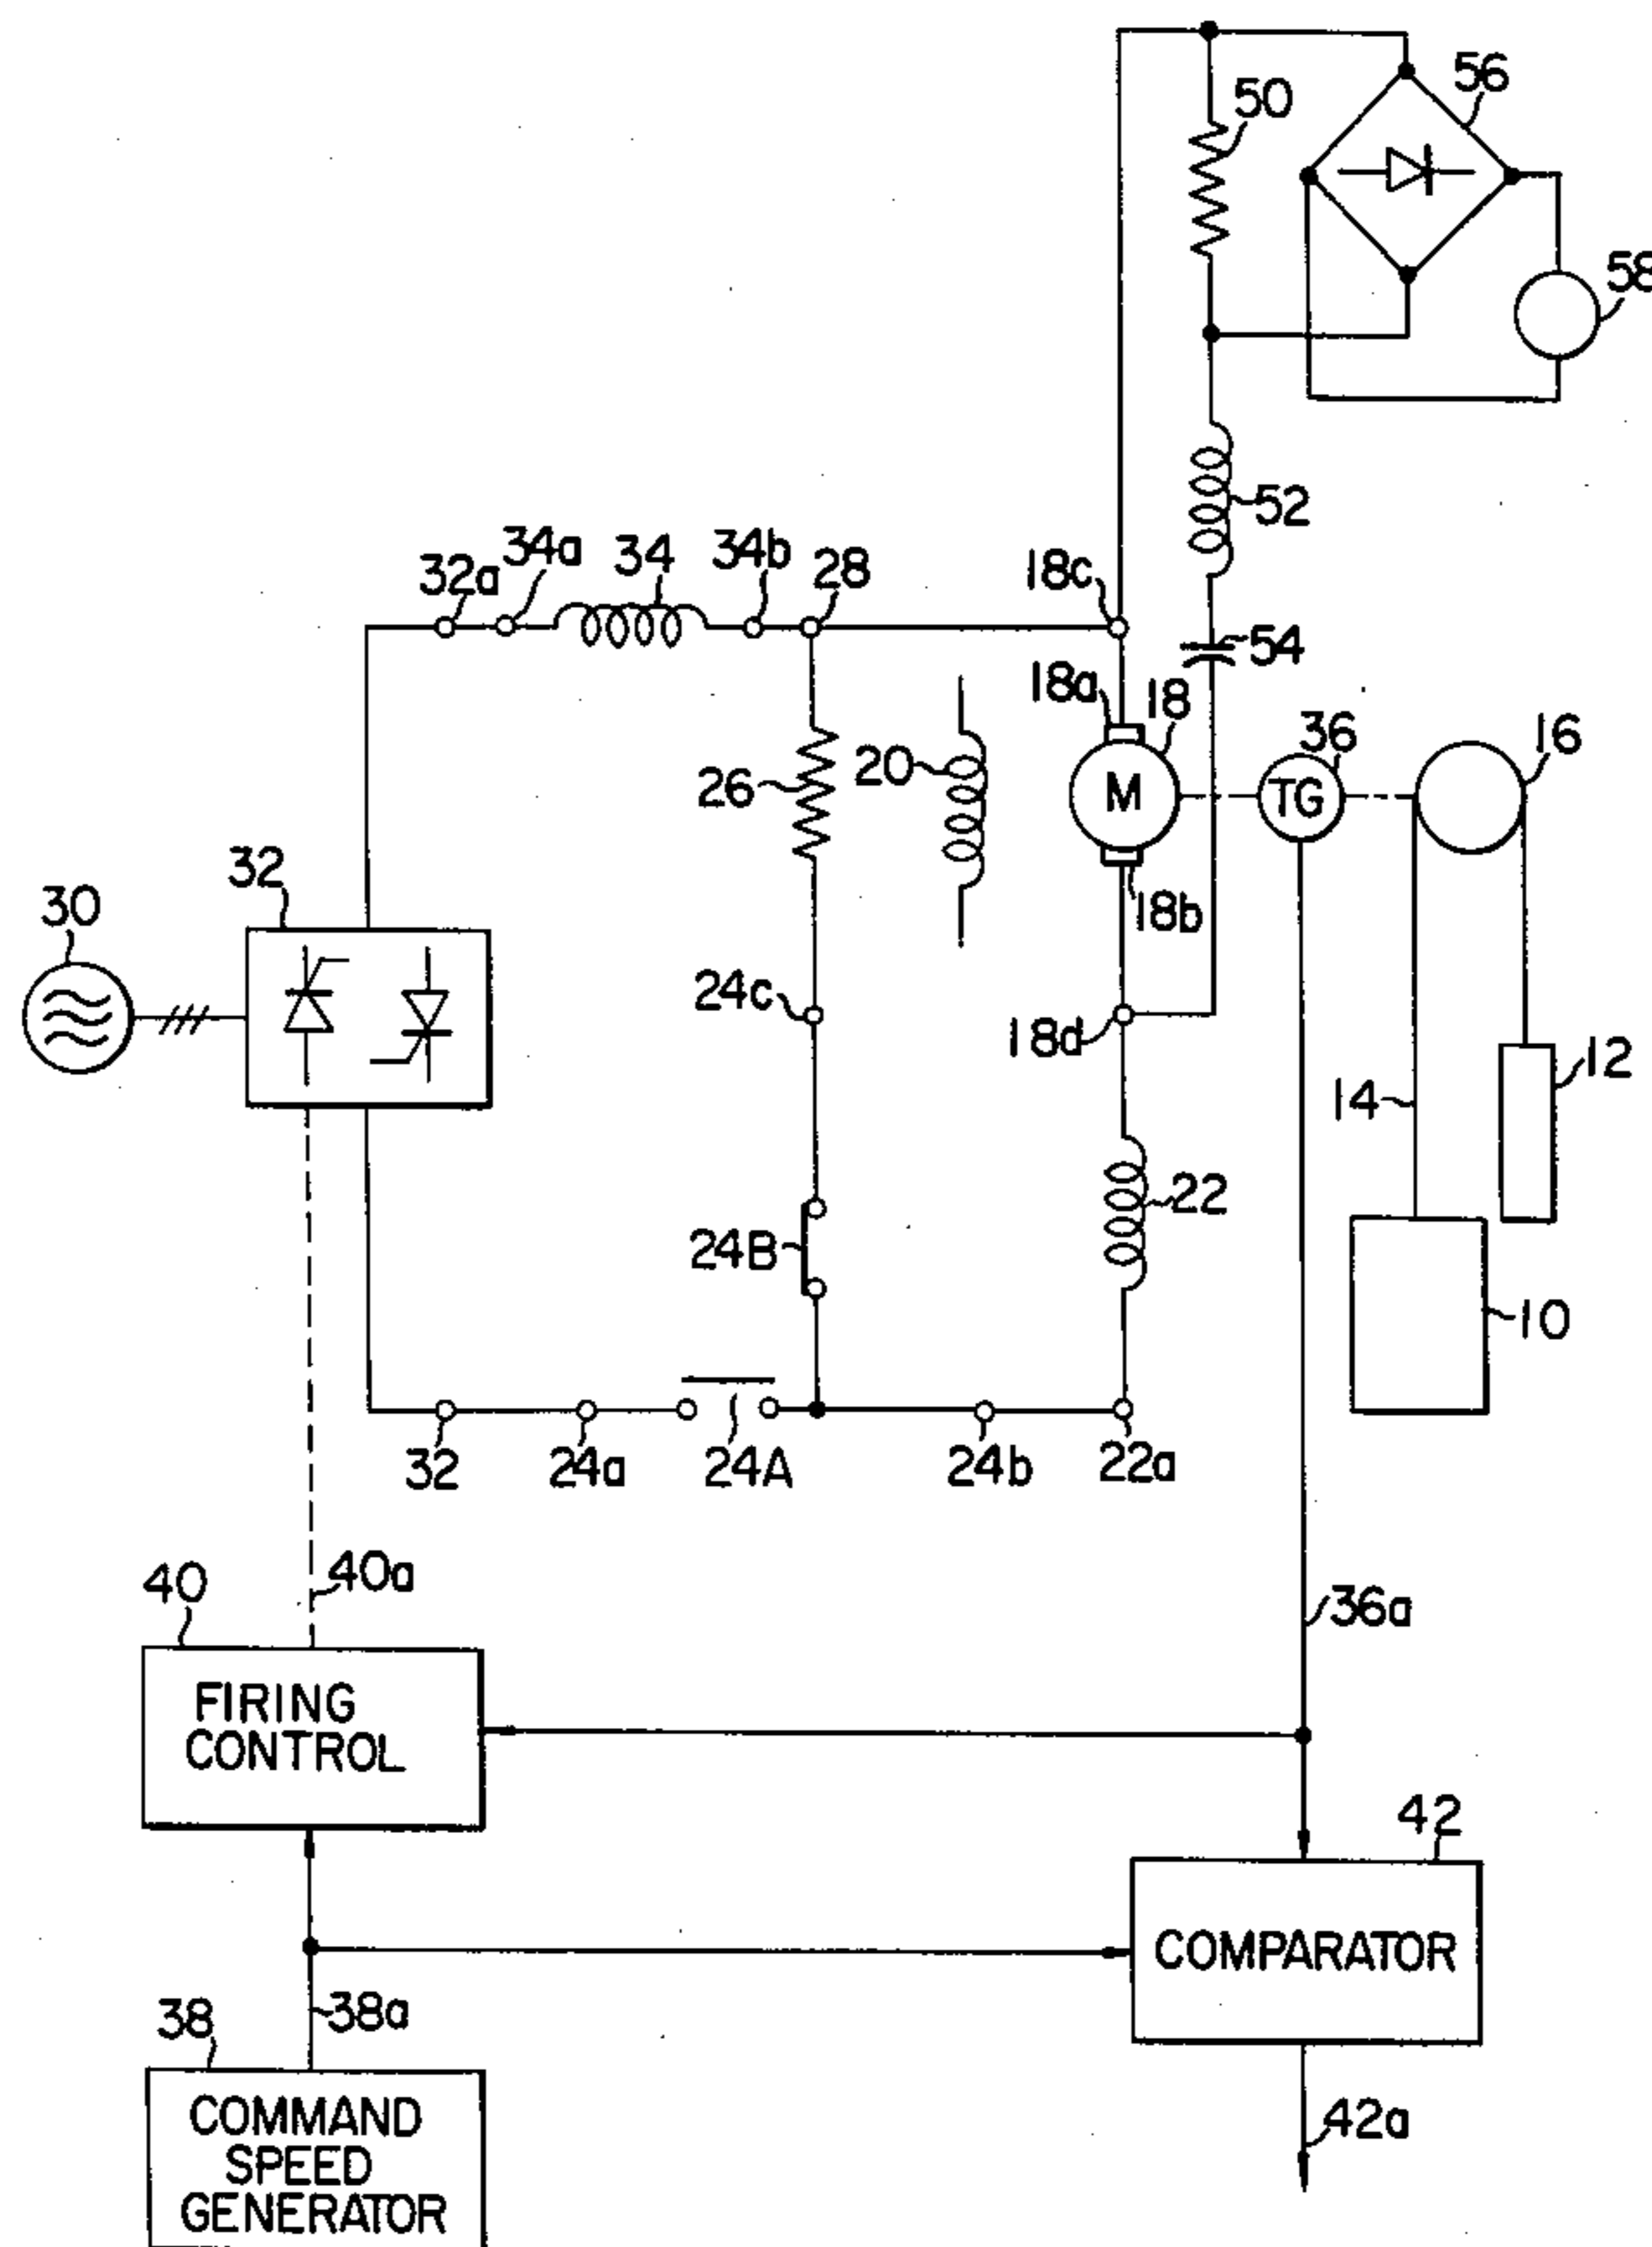 56
50
58
52
34a
34
34b
28
32a
18c
54
18a
18
36
16
20
26
M
TG
32
30
18b
24c
18d
12
14
22
24B
10
32
24a
24A
24b
22a
40
40a
36a
FIRING
CONTROL
42
COMPARATOR
38
38a
42a
COMMAND
SPEED
GENERATOR